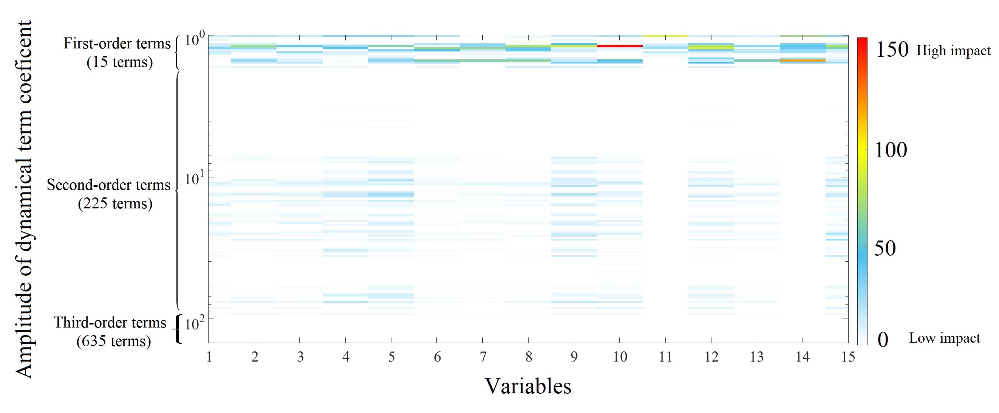 Amplitude of dynamical term coeficent
First-order terms
(15 terms)
Second-order terms
(225 terms)
Third-order terms
(635 terms)
10^0
10^1
10^2
1 2 3 4 5 6 7 8 9 10 11 12 13 14 15
Variables
150 High impact
100
50
0 Low impact